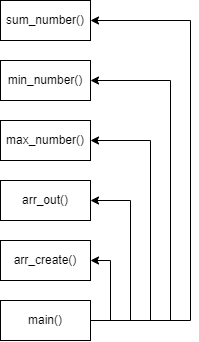 sum_number()
min_number()
max_number()
arr_out()
arr_create()
main()